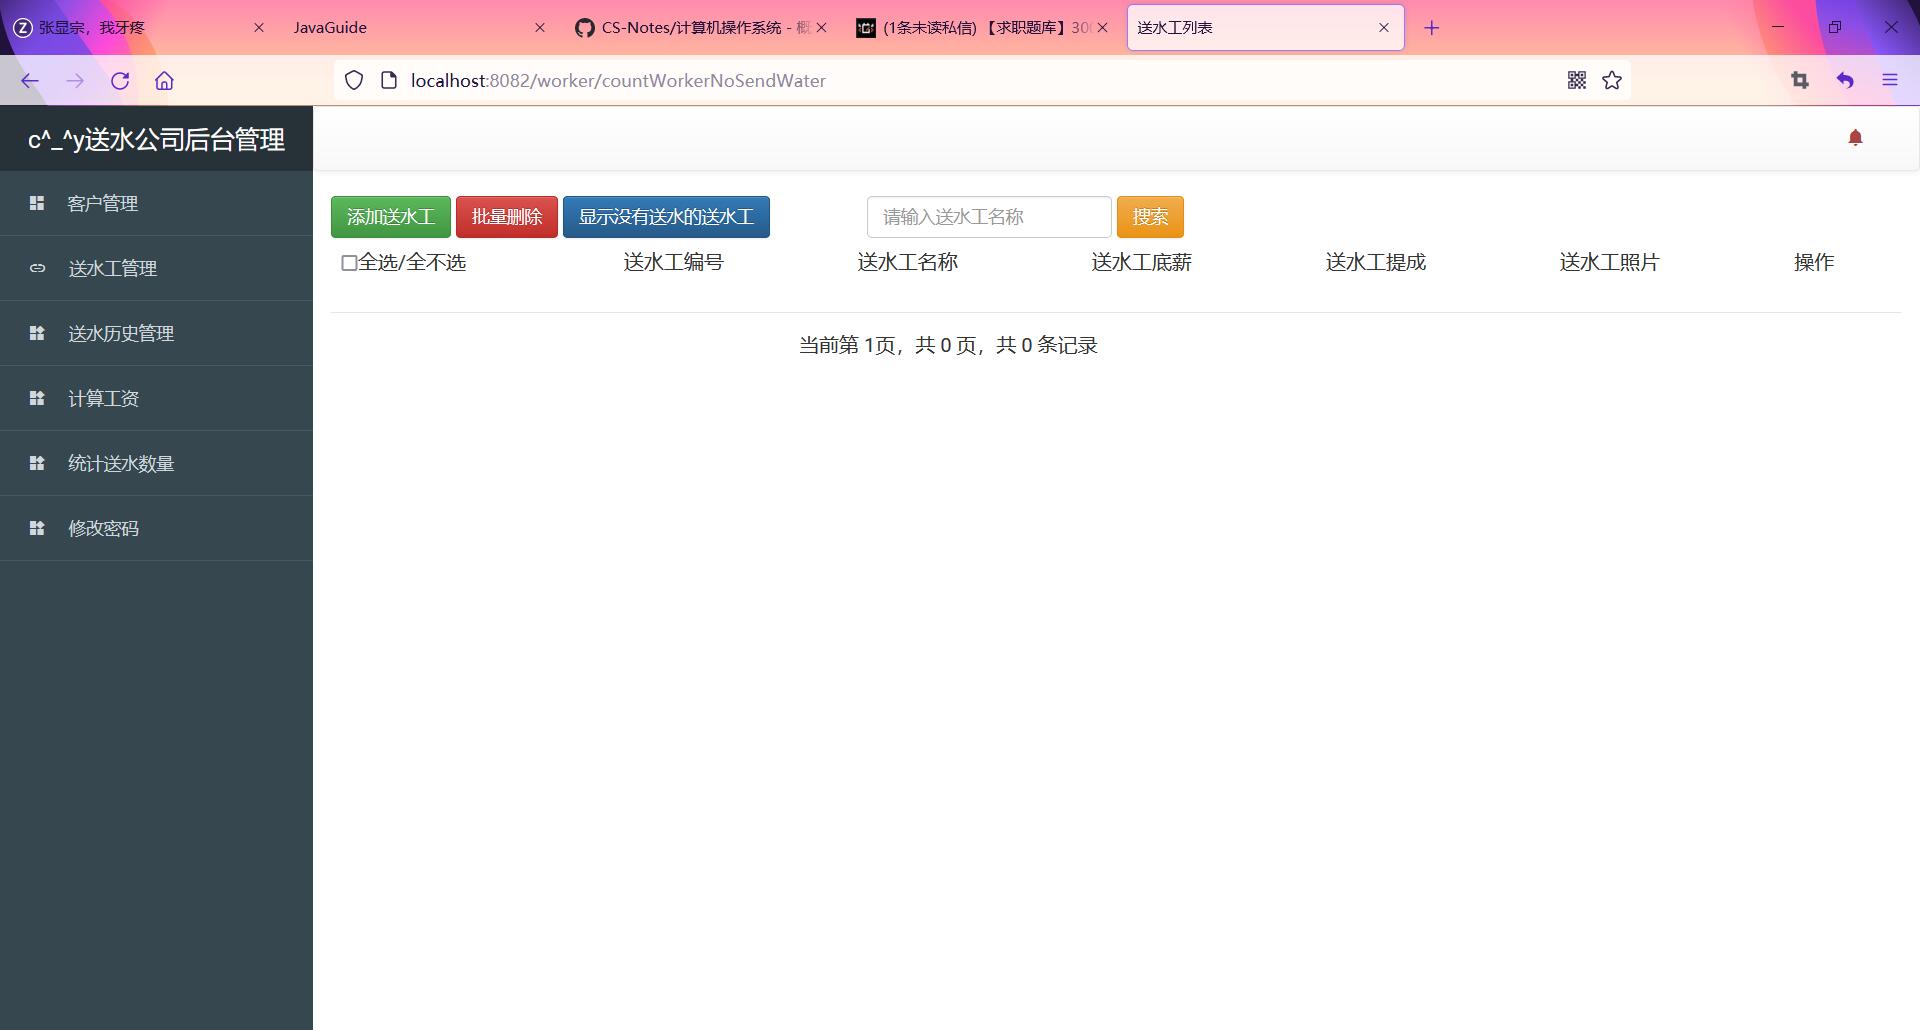 张显宗，我牙疼
JavaGuide
CS-Notes/计算机操作系统 - 概
(1条未读私信) 【求职题库】30
送水工列表
localhost:8082/worker/countWorkerNoSendWater
c^_^y送水公司后台管理
客户管理
送水工管理
送水历史管理
计算工资
统计送水数量
修改密码
添加送水工 批量删除 显示没有送水的送水工 请输入送水工名称 搜索
全选/全不选 送水工编号 送水工名称 送水工底薪 送水工提成 送水工照片 操作
当前第 1页，共 0 页，共 0 条记录